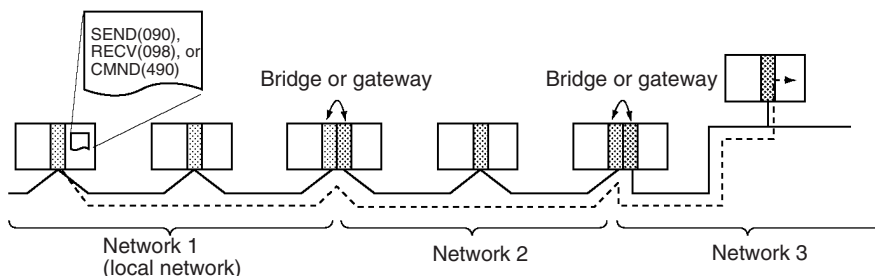 SEND(090),
RECV(098), or
CMND(490)
Bridge or gateway
Bridge or gateway
Network 1
(local network)
Network 2
Network 3